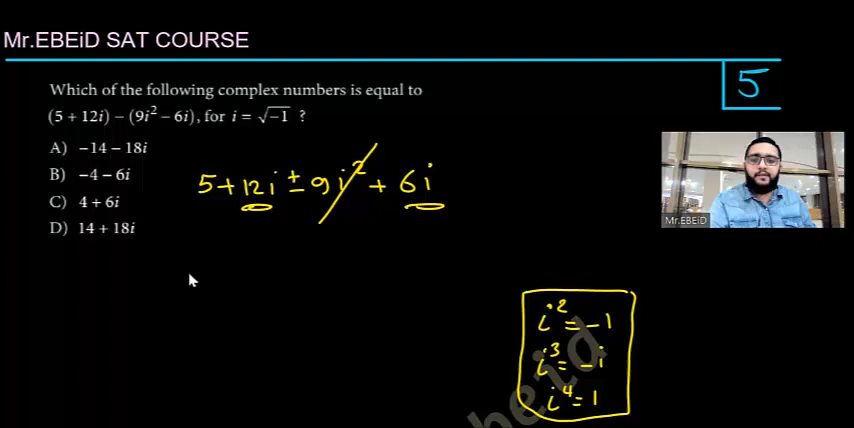 Mr.EBEiD SAT COURSE
5
Which of the following complex numbers is equal to
(5 + 12i) − (9i² − 6i), for i = √−1 ?
A) −14 − 18i
B) −4 − 6i
C) 4 + 6i
D) 14 + 18i
5+12i ± 9i² + 6i
Mr.EBEiD
i² = −1
i³ = −i
i⁴ = 1
beid